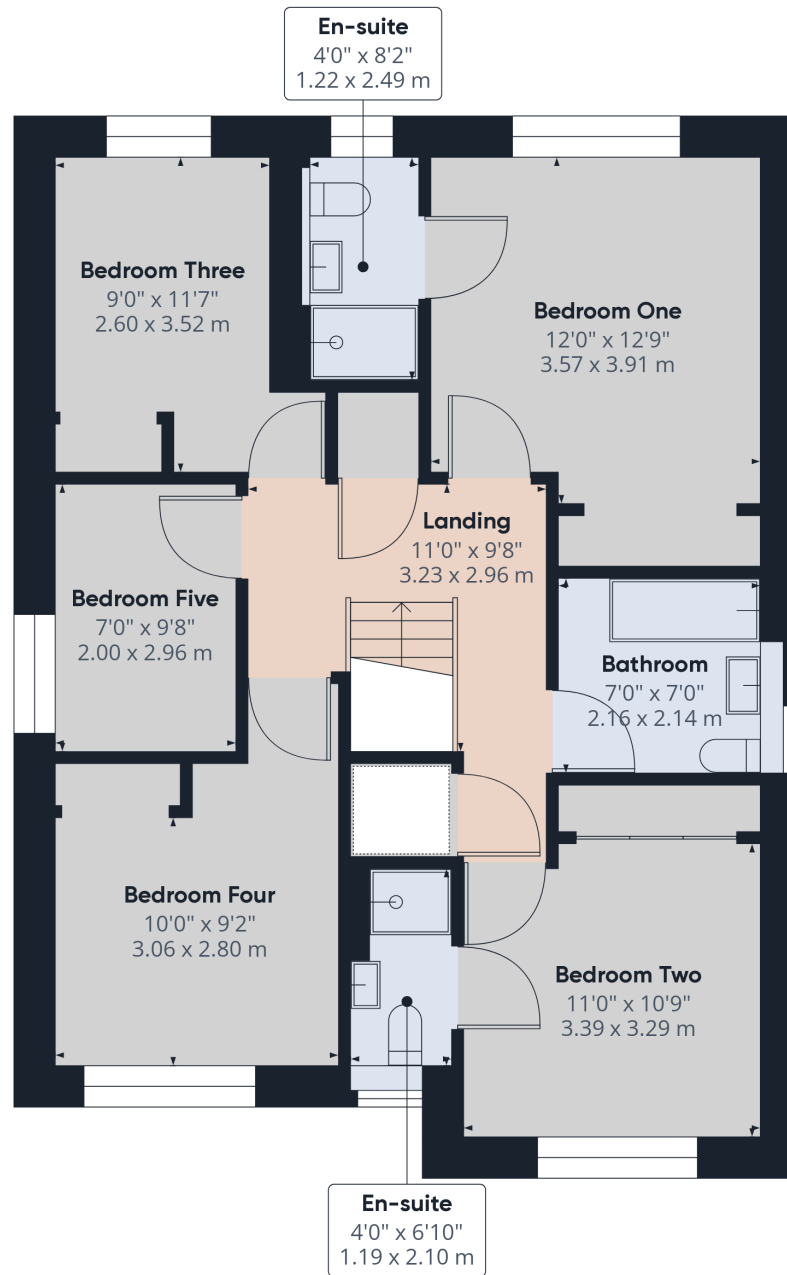 En-suite
4'0" x 8'2"
1.22 x 2.49 m
Bedroom Three
9'0" x 11'7"
2.60 x 3.52 m
Bedroom One
12'0" x 12'9"
3.57 x 3.91 m
Landing
11'0" x 9'8"
3.23 x 2.96 m
Bedroom Five
7'0" x 9'8"
2.00 x 2.96 m
Bathroom
7'0" x 7'0"
2.16 x 2.14 m
Bedroom Four
10'0" x 9'2"
3.06 x 2.80 m
Bedroom Two
11'0" x 10'9"
3.39 x 3.29 m
En-suite
4'0" x 6'10"
1.19 x 2.10 m